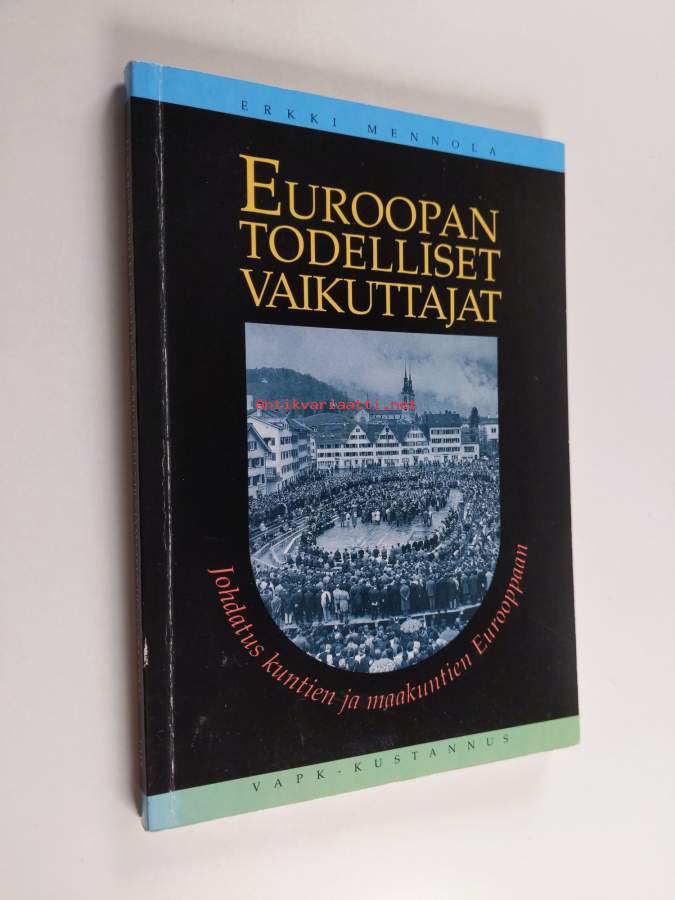 ERKKI MENNOLA
EUROOPAN
TODELLISET
VAIKUTTAJAT
Antikvariaatti.net
Johdatus kuntien ja maakuntien Eurooppaan
VAPK-KUSTANNUS